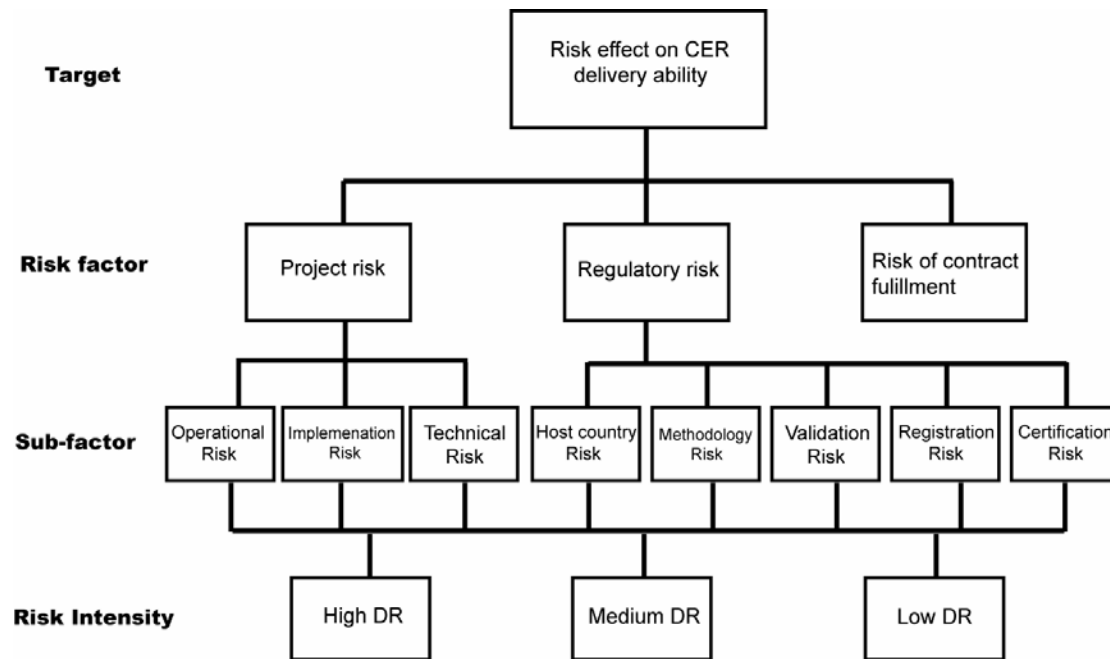 Target
Risk effect on CER
delivery ability
Risk factor
Project risk
Regulatory risk
Risk of contract
fulillment
Sub-factor
Operational
Risk
Implemenation
Risk
Technical
Risk
Host country
Risk
Methodology
Risk
Validation
Risk
Registration
Risk
Certification
Risk
Risk Intensity
High DR
Medium DR
Low DR